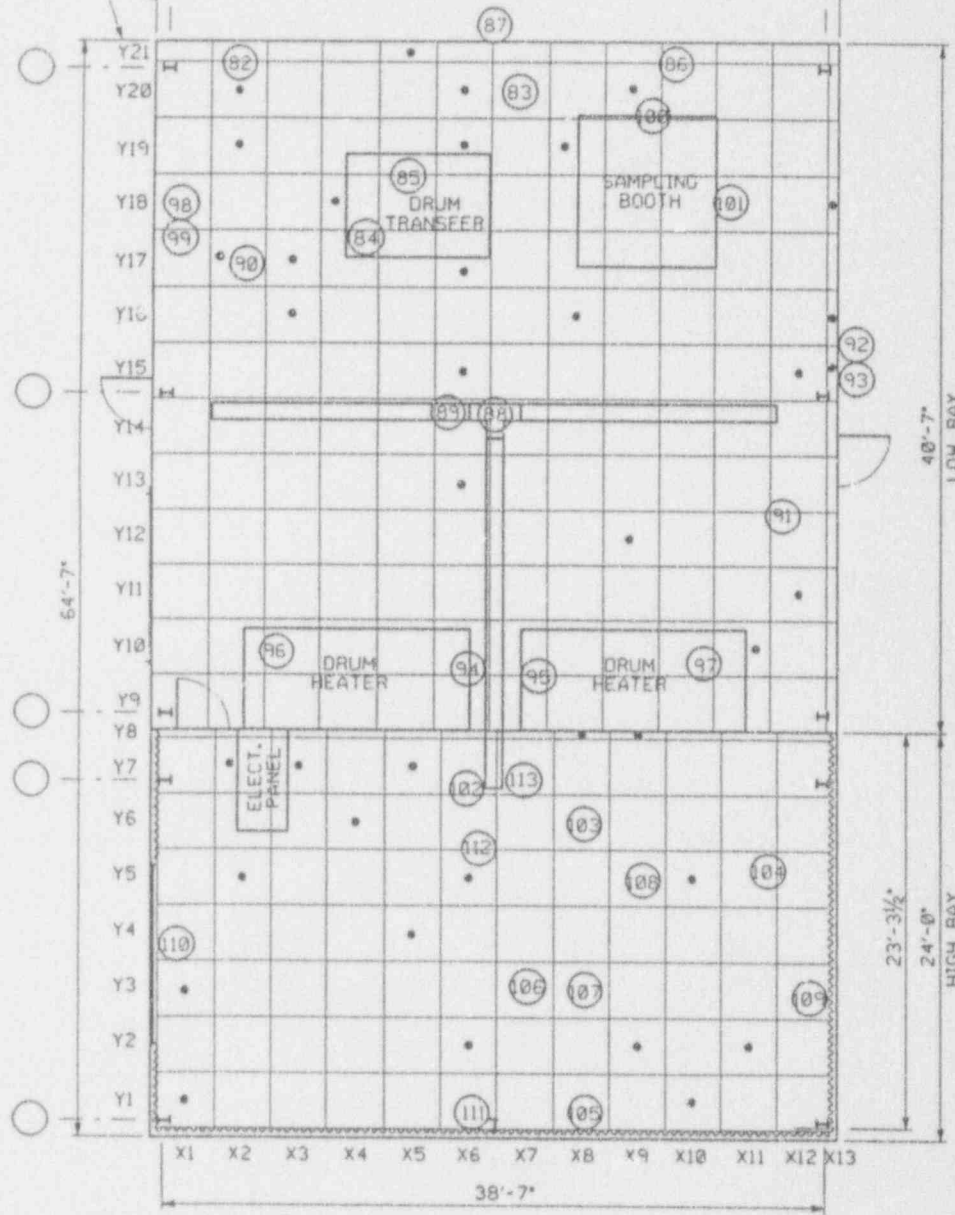 87
Y21
82
86
Y20
83
100
Y19
85
SAMPLING
BOOTH
98
Y18
DRUM
TRANSFER
101
99
84
Y17
90
Y16
92
Y15
93
89
88
Y14
40'-7"
LOW BAY
Y13
91
Y12
64'-7"
Y11
Y10
96
DRUM
HEATER
94
95
DRUM
HEATER
97
Y9
Y8
Y7
ELECT.
PANEL
102
113
Y6
103
112
Y5
108
104
Y4
110
23'-3½"
24'-0"
HIGH BAY
Y3
106
107
109
Y2
Y1
111
105
X1 X2 X3 X4 X5 X6 X7 X8 X9 X10 X11 X12 X13
38'-7"